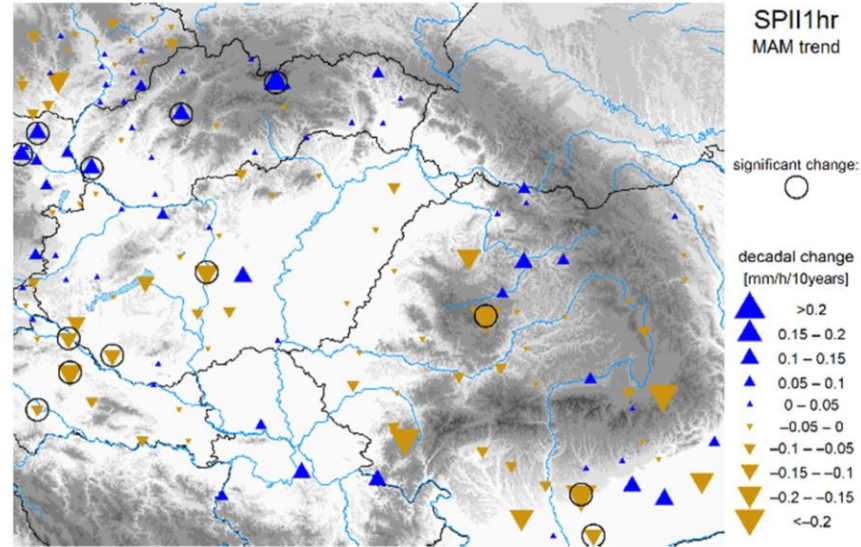 SPII1hr
MAM trend
significant change:
decadal change
[mm/h/10years]
>0.2
0.15 – 0.2
0.1 – 0.15
0.05 – 0.1
0 – 0.05
–0.05 – 0
–0.1 – –0.05
–0.15 – –0.1
–0.2 – –0.15
<–0.2